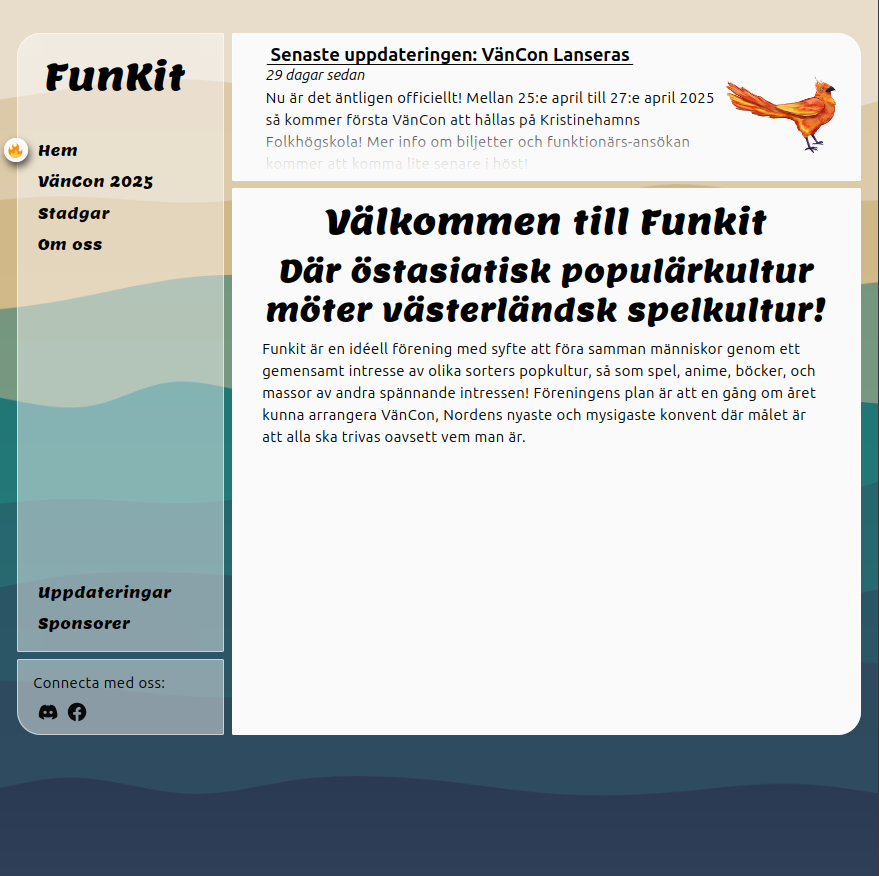 FunKit
Hem
VänCon 2025
Stadgar
Om oss
Uppdateringar
Sponsorer
Connecta med oss:
Senaste uppdateringen: VänCon Lanseras
29 dagar sedan
Nu är det äntligen officiellt! Mellan 25:e april till 27:e april 2025
så kommer första VänCon att hållas på Kristinehamns
Folkhögskola! Mer info om biljetter och funktionärs-ansökan
kommer att komma lite senare i höst!
Välkommen till Funkit
Där östasiatisk populärkultur
möter västerländsk spelkultur!
Funkit är en idéell förening med syfte att föra samman människor genom ett
gemensamt intresse av olika sorters popkultur, så som spel, anime, böcker, och
massor av andra spännande intressen! Föreningens plan är att en gång om året
kunna arrangera VänCon, Nordens nyaste och mysigaste konvent där målet är
att alla ska trivas oavsett vem man är.